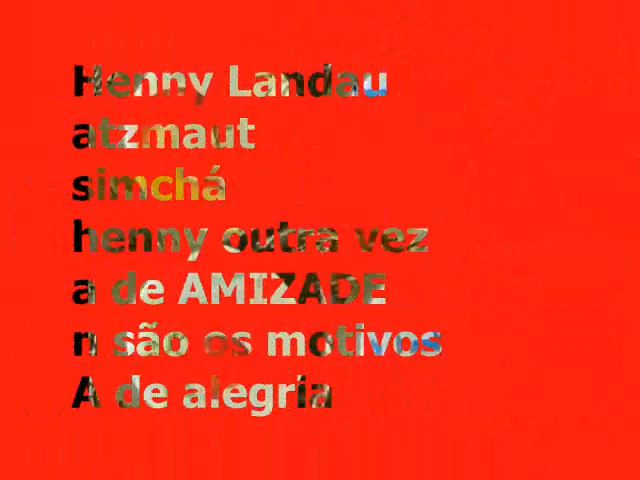 Henny Landau
atzmaut
simchá
henny outra vez
a de AMIZADE
n são os motivos
A de alegria